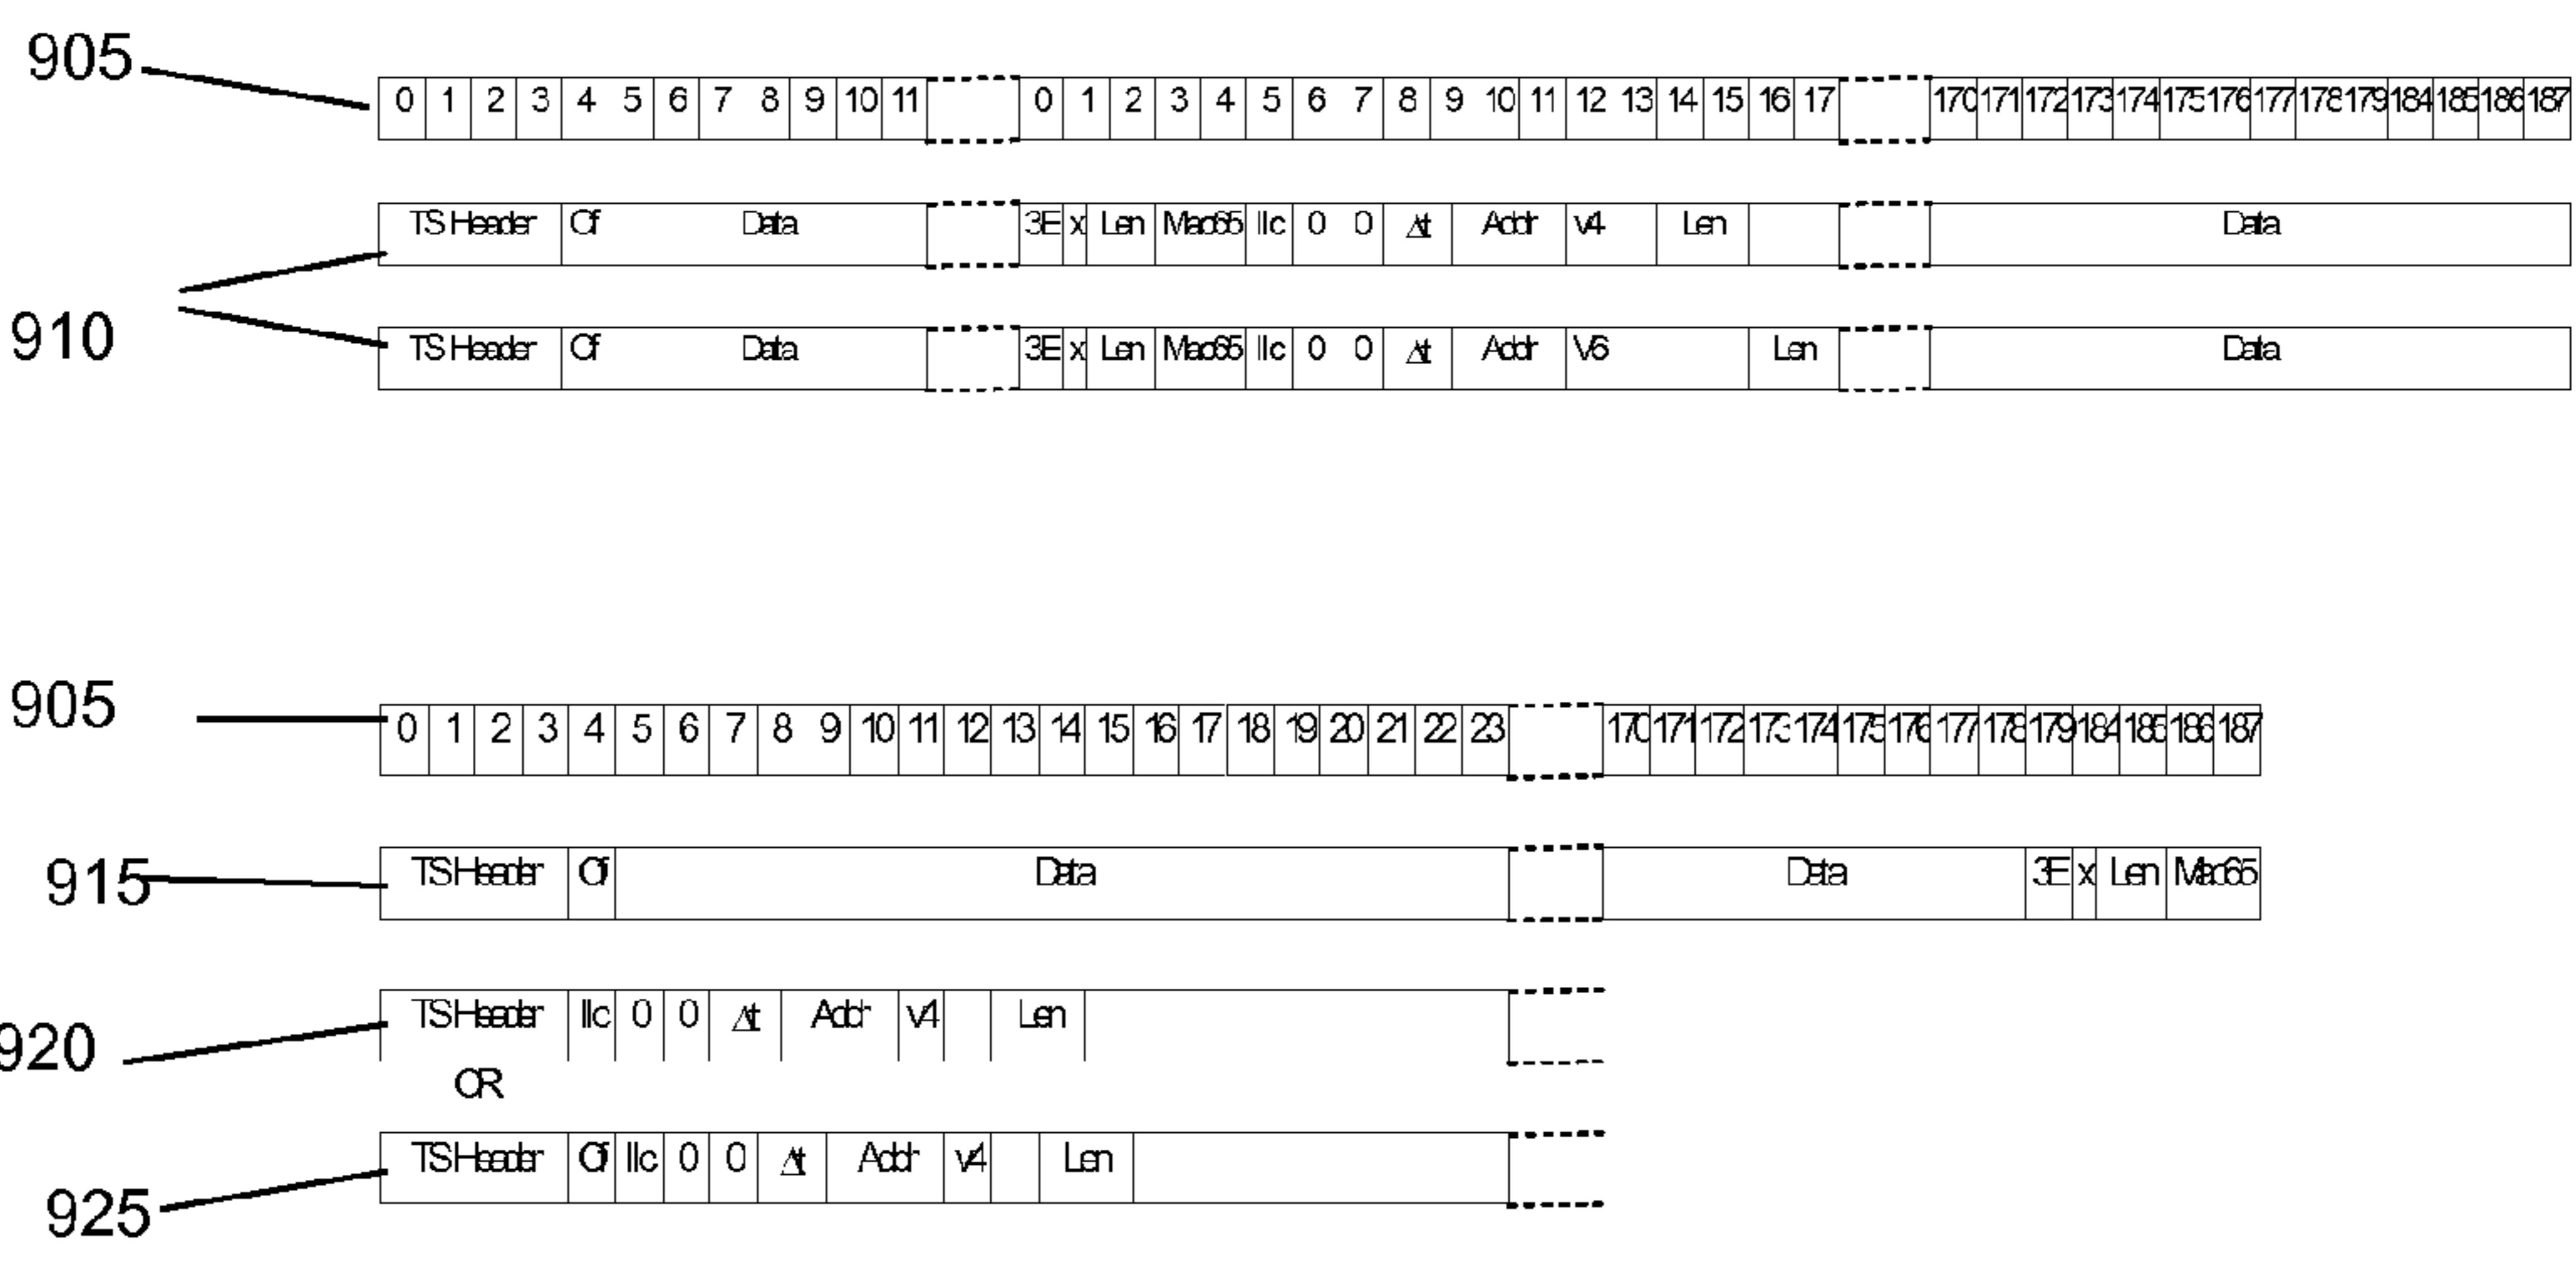 905
0 1 2 3 4 5 6 7 8 9 10 11 0 1 2 3 4 5 6 7 8 9 10 11 12 13 14 15 16 17 170 171 172 173 174 175 176 177 178 179 184 185 186 187
TS Header Of Data 3E x Len Mac65 llc 0 0 Δt Addr v4 Len Data
910
TS Header Of Data 3E x Len Mac65 llc 0 0 Δt Addr V6 Len Data
905
0 1 2 3 4 5 6 7 8 9 10 11 12 13 14 15 16 17 18 19 20 21 22 23 170 171 172 173 174 175 176 177 178 179 184 185 186 187
915
TS Header Of Data Data 3E x Len Mac65
920
TS Header llc 0 0 Δt Addr v4 Len
OR
TS Header Of llc 0 0 Δt Addr v4 Len
925